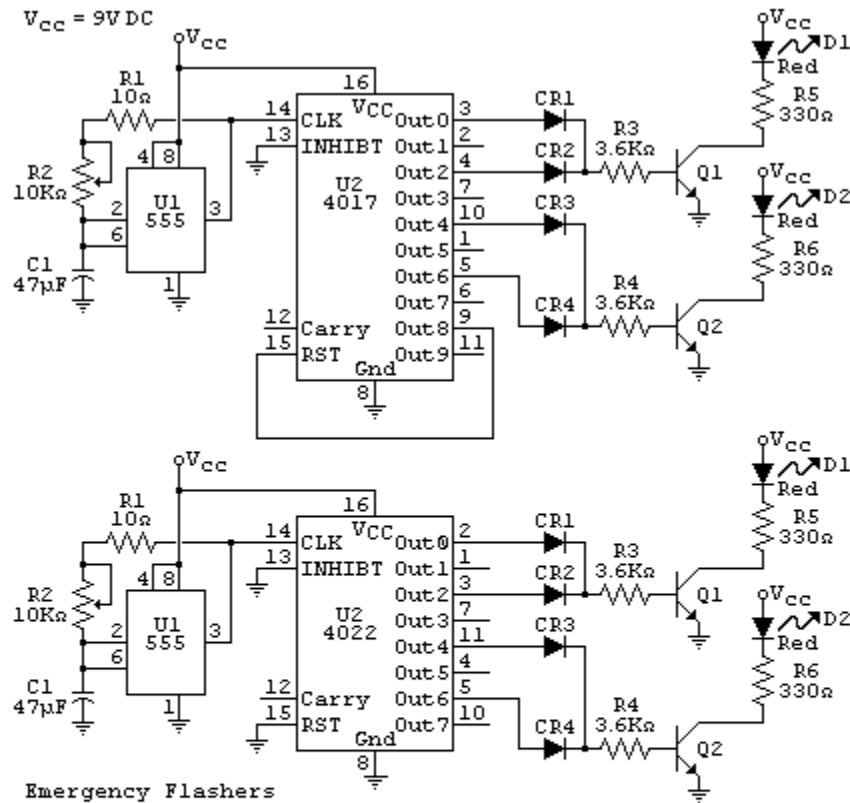 VCC = 9V DC
VCC
R1
10Ω
R2
10KΩ
C1
47µF
4
8
U1
555
2
6
3
1
16
VCC
14
CLK
13
INHIBT
U2
4017
12
Carry
15
RST
Gnd
8
Out0
3
Out1
2
Out2
4
Out3
7
Out4
10
Out5
1
Out6
5
Out7
6
Out8
9
Out9
11
CR1
CR2
CR3
CR4
R3
3.6KΩ
R4
3.6KΩ
Q1
Q2
VCC
D1
Red
R5
330Ω
VCC
D2
Red
R6
330Ω
VCC
R1
10Ω
R2
10KΩ
C1
47µF
4
8
U1
555
2
6
3
1
16
VCC
14
CLK
13
INHIBT
U2
4022
12
Carry
15
RST
Gnd
8
Out0
2
Out1
1
Out2
3
Out3
7
Out4
11
Out5
4
Out6
5
Out7
10
CR1
CR2
CR3
CR4
R3
3.6KΩ
R4
3.6KΩ
Q1
Q2
VCC
D1
Red
R5
330Ω
VCC
D2
Red
R6
330Ω
Emergency Flashers